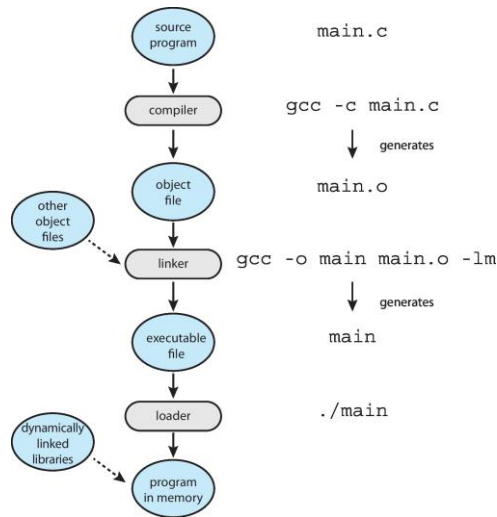 source
program
main.c
compiler
gcc -c main.c
generates
object
file
main.o
other
object
files
linker
gcc -o main main.o -lm
generates
executable
file
main
loader
./main
dynamically
linked
libraries
program
in memory